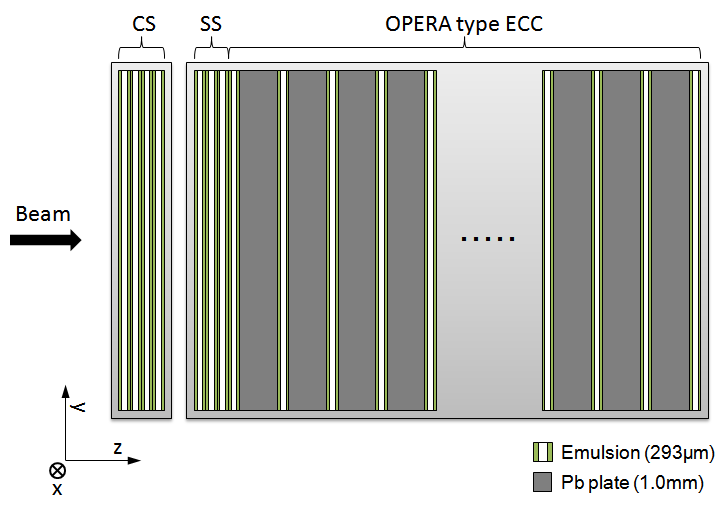 CS
SS
OPERA type ECC
Beam
.....
y
z
x
Emulsion (293μm)
Pb plate (1.0mm)